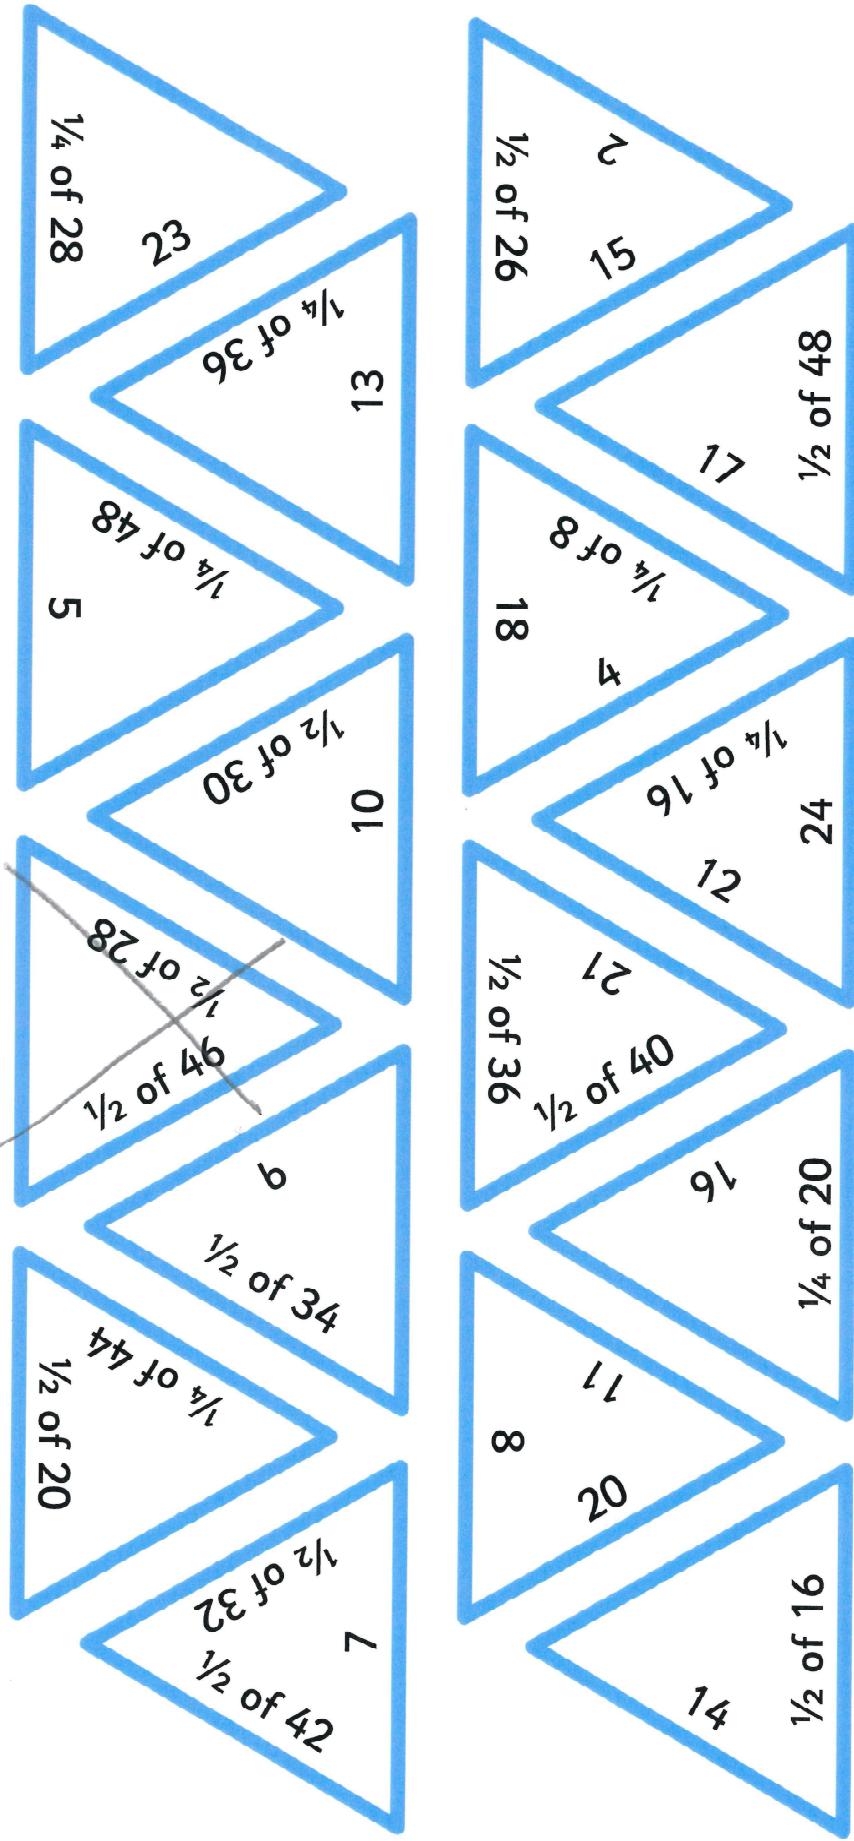 ¼ of 28
23
¼ of 36
13
¼ of 48
5
½ of 30
10
½ of 28
½ of 46
9
½ of 34
¼ of 44
½ of 20
½ of 32
7
½ of 42
2
½ of 26
15
½ of 48
17
¼ of 8
18
4
¼ of 16
24
12
21
½ of 36
½ of 40
16
¼ of 20
11
8
20
½ of 16
14